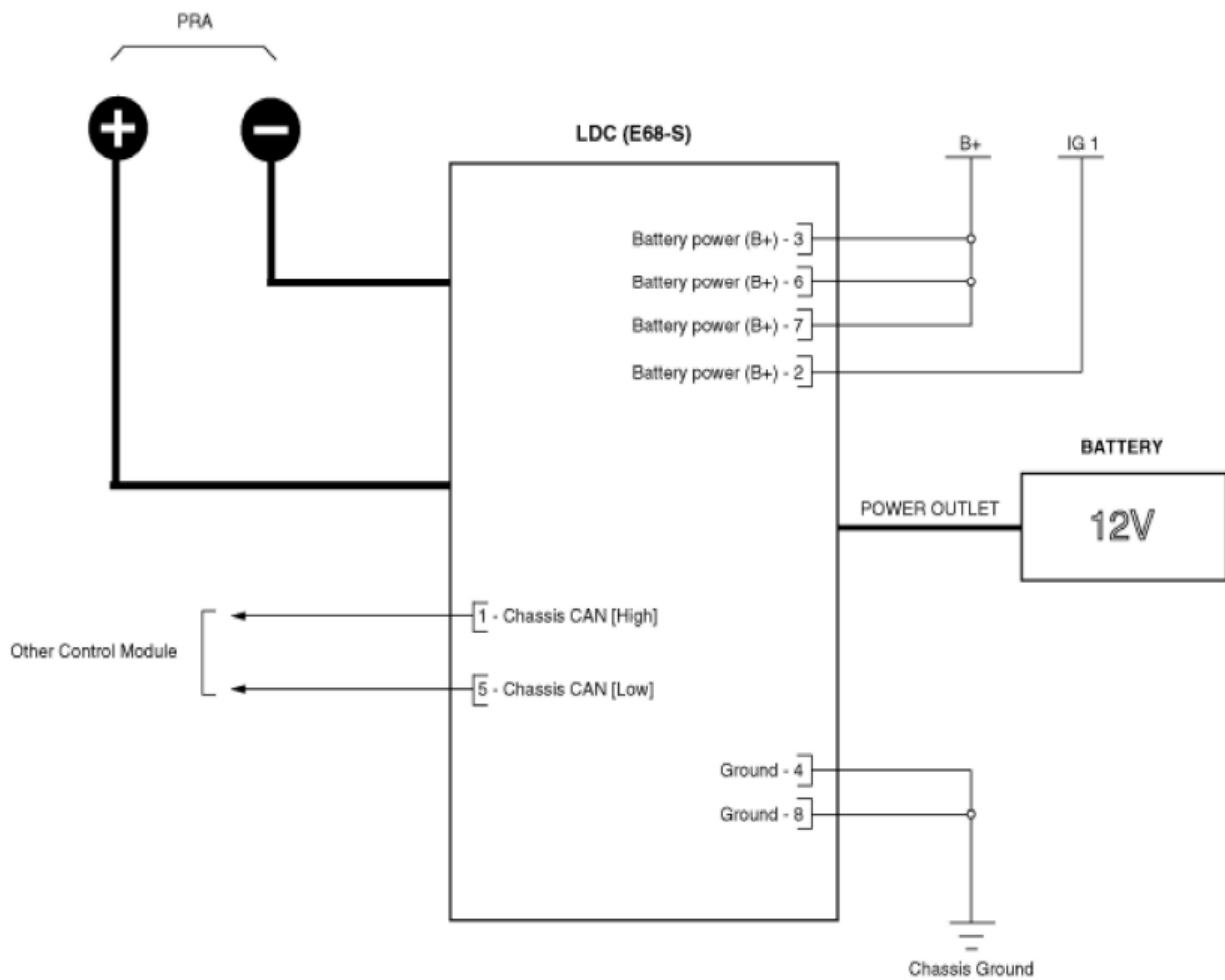 PRA
+
−
LDC (E68-S)
B+
IG 1
Battery power (B+) - 3
Battery power (B+) - 6
Battery power (B+) - 7
Battery power (B+) - 2
BATTERY
POWER OUTLET
12V
Other Control Module
1 - Chassis CAN [High]
5 - Chassis CAN [Low]
Ground - 4
Ground - 8
Chassis Ground